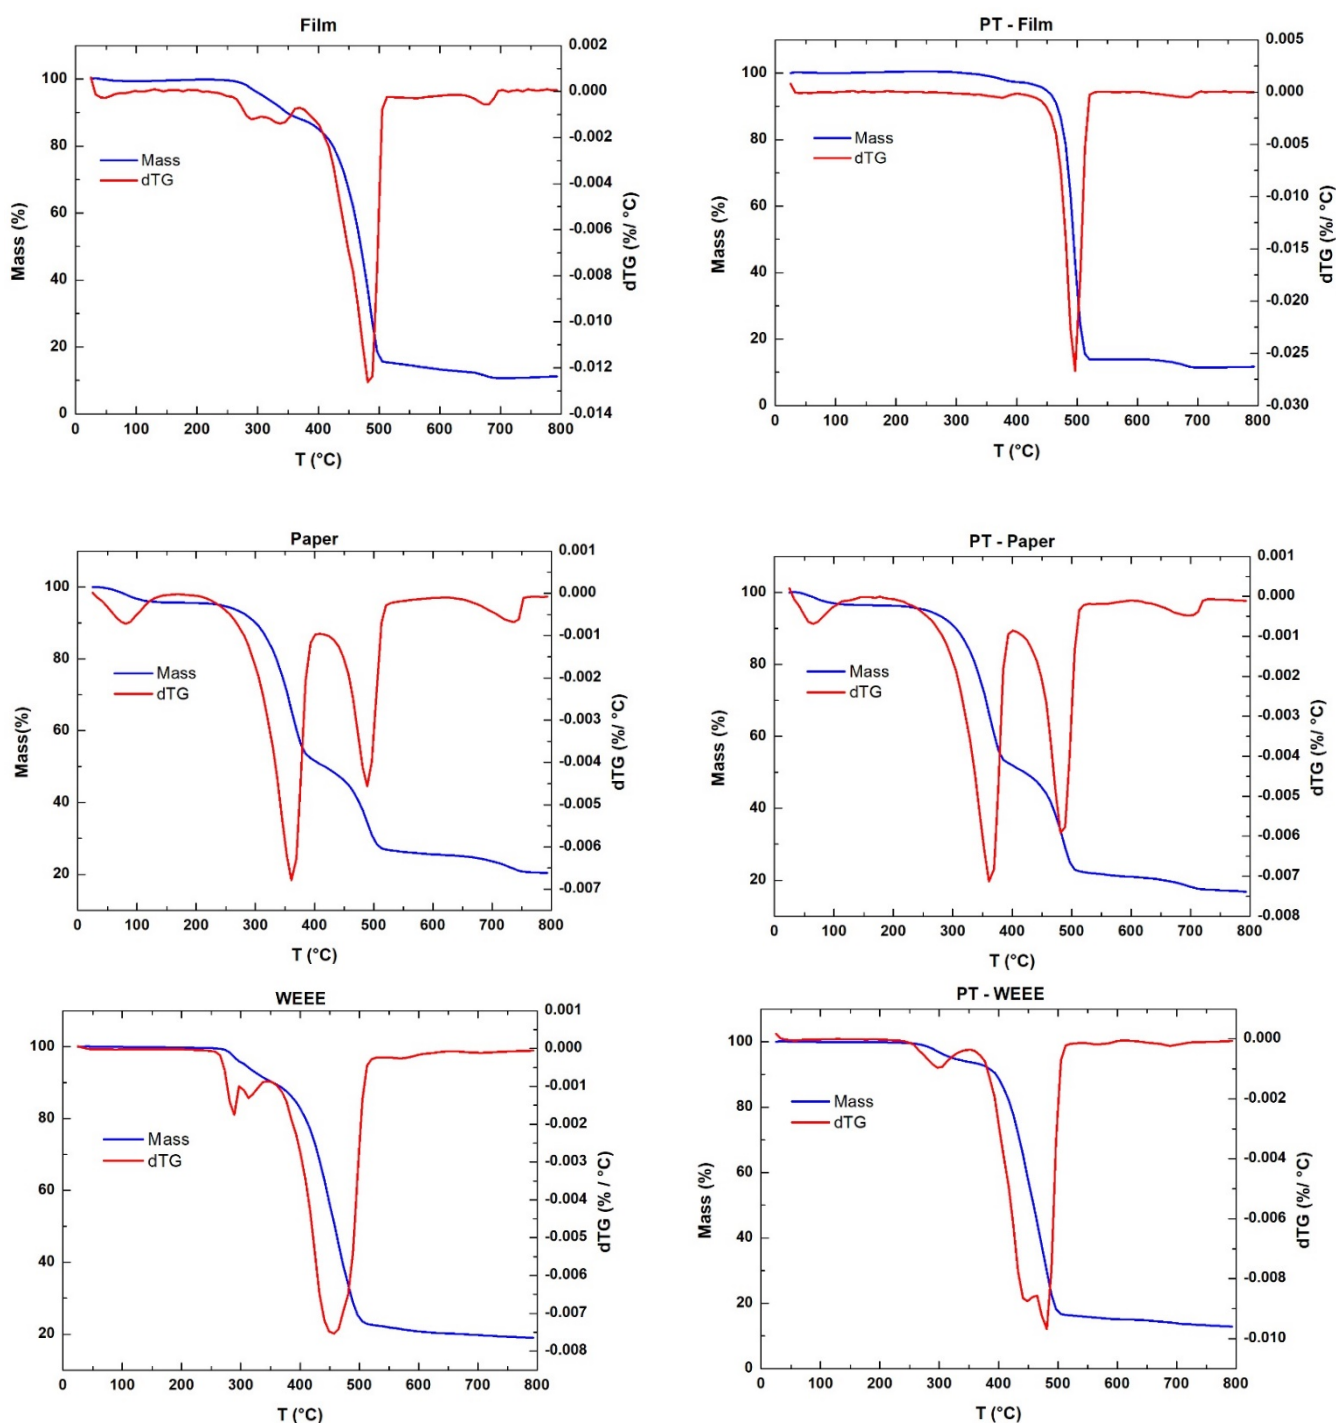 Film
0.002
0.000
-0.002
-0.004
-0.006
-0.008
-0.010
-0.012
-0.014
100
80
60
40
20
0
Mass
dTG
Mass (%)
dTG (%/ °C)
0 100 200 300 400 500 600 700 800
T (°C)
PT - Film
0.005
0.000
-0.005
-0.010
-0.015
-0.020
-0.025
-0.030
100
80
60
40
20
0
Mass
dTG
Mass (%)
dTG (%/ °C)
0 100 200 300 400 500 600 700 800
T (°C)
Paper
0.001
0.000
-0.001
-0.002
-0.003
-0.004
-0.005
-0.006
-0.007
100
80
60
40
20
Mass
dTG
Mass(%)
dTG (%/ °C)
0 100 200 300 400 500 600 700 800
T (°C)
PT - Paper
0.001
0.000
-0.001
-0.002
-0.003
-0.004
-0.005
-0.006
-0.007
-0.008
100
80
60
40
20
Mass
dTG
Mass (%)
dTG (%/ °C)
0 100 200 300 400 500 600 700 800
T (°C)
WEEE
0.001
0.000
-0.001
-0.002
-0.003
-0.004
-0.005
-0.006
-0.007
-0.008
100
80
60
40
20
Mass
dTG
Mass (%)
dTG (%/ °C)
0 100 200 300 400 500 600 700 800
T (°C)
PT - WEEE
0.000
-0.002
-0.004
-0.006
-0.008
-0.010
100
80
60
40
20
0
Mass
dTG
Mass (%)
dTG (%/ °C)
0 100 200 300 400 500 600 700 800
T (°C)